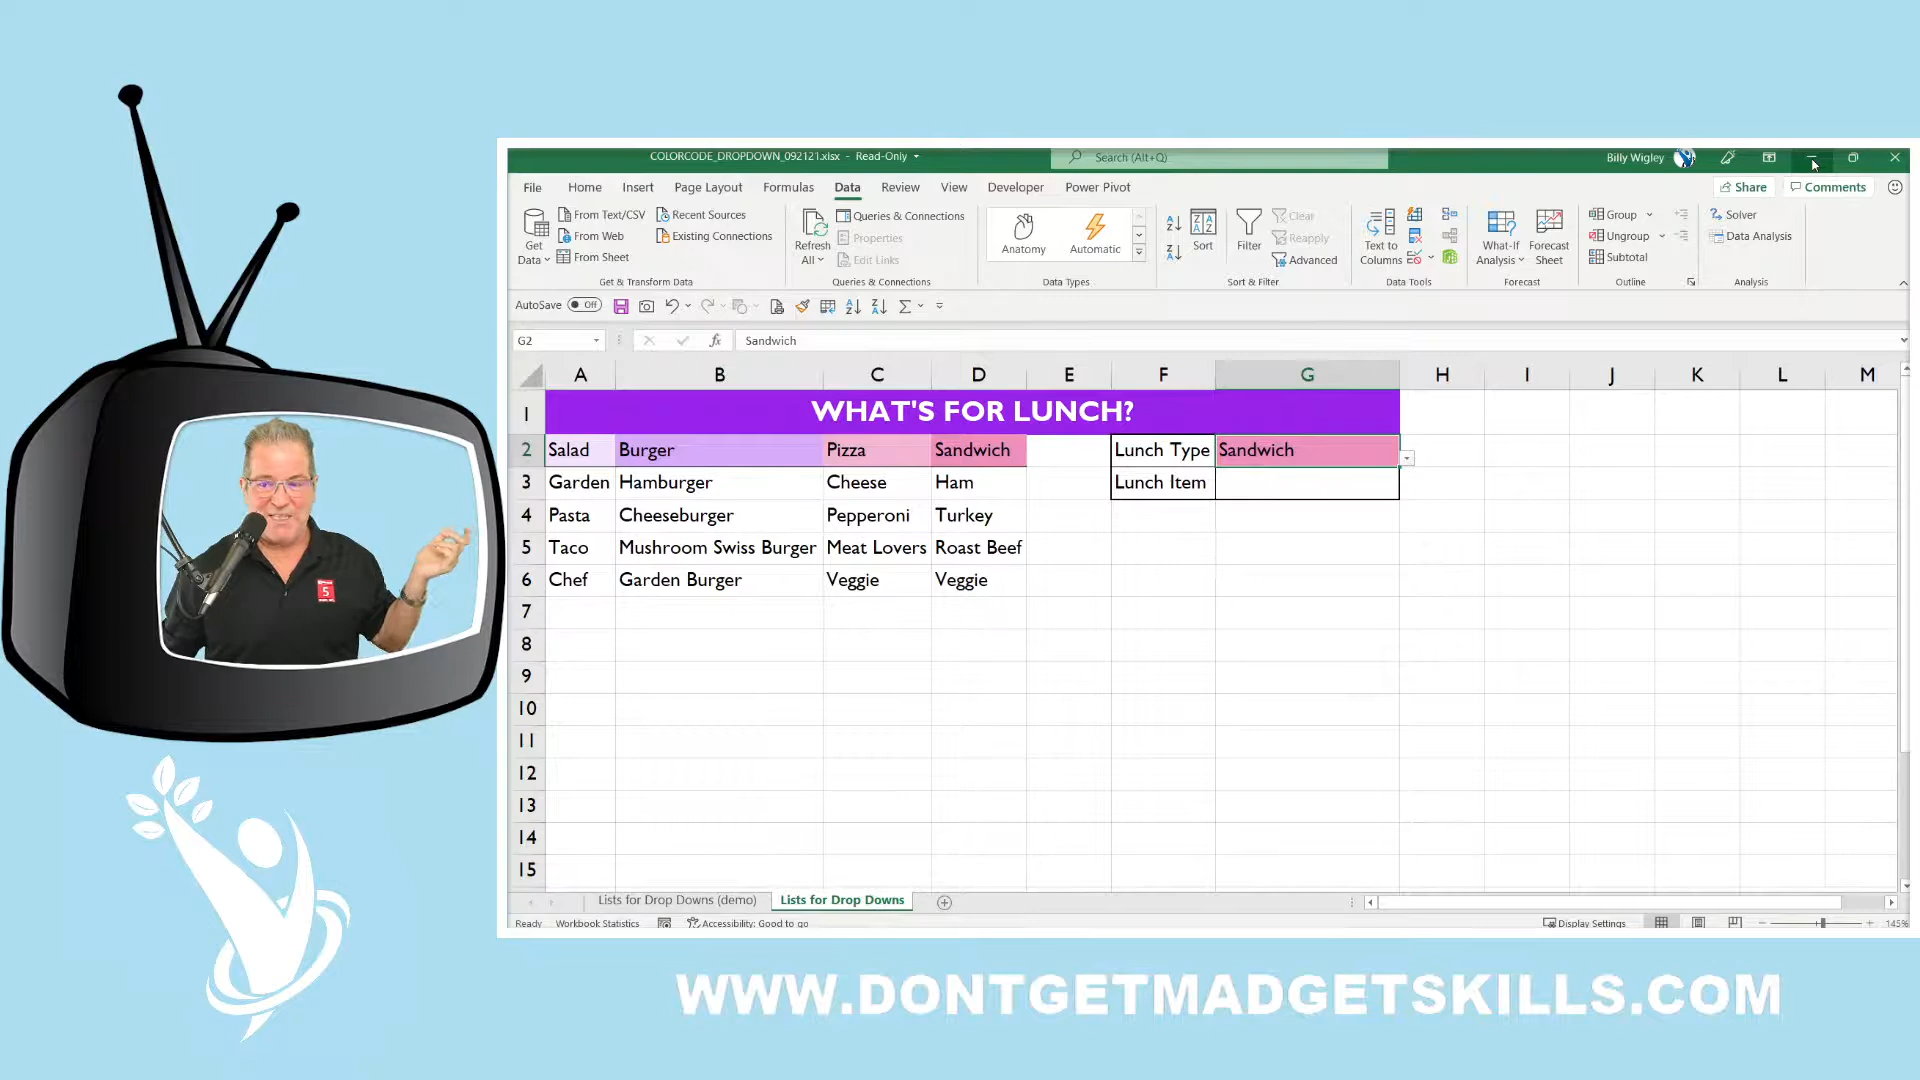 COLORCODE_DROPDOWN_092121.xlsx - Read-Only
Search (Alt+Q)
Billy Wigley
File Home Insert Page Layout Formulas Data Review View Developer Power Pivot
Share Comments
Get Data
From Text/CSV
From Web
From Sheet
Recent Sources
Existing Connections
Get & Transform Data
Refresh All
Queries & Connections
Properties
Edit Links
Queries & Connections
Anatomy
Automatic
Data Types
Sort
Filter
Clear
Reapply
Advanced
Sort & Filter
Text to Columns
Data Tools
What-If Analysis
Forecast Sheet
Forecast
Group
Ungroup
Subtotal
Outline
Solver
Data Analysis
Analysis
AutoSave Off
G2 fx Sandwich
A B C D E F G H I J K L M
1 WHAT'S FOR LUNCH?
2 Salad Burger Pizza Sandwich Lunch Type Sandwich
3 Garden Hamburger Cheese Ham Lunch Item
4 Pasta Cheeseburger Pepperoni Turkey
5 Taco Mushroom Swiss Burger Meat Lovers Roast Beef
6 Chef Garden Burger Veggie Veggie
7
8
9
10
11
12
13
14
15
Lists for Drop Downs (demo) Lists for Drop Downs
Ready Workbook Statistics Accessibility: Good to go Display Settings 145%
WWW.DONTGETMADGETSKILLS.COM